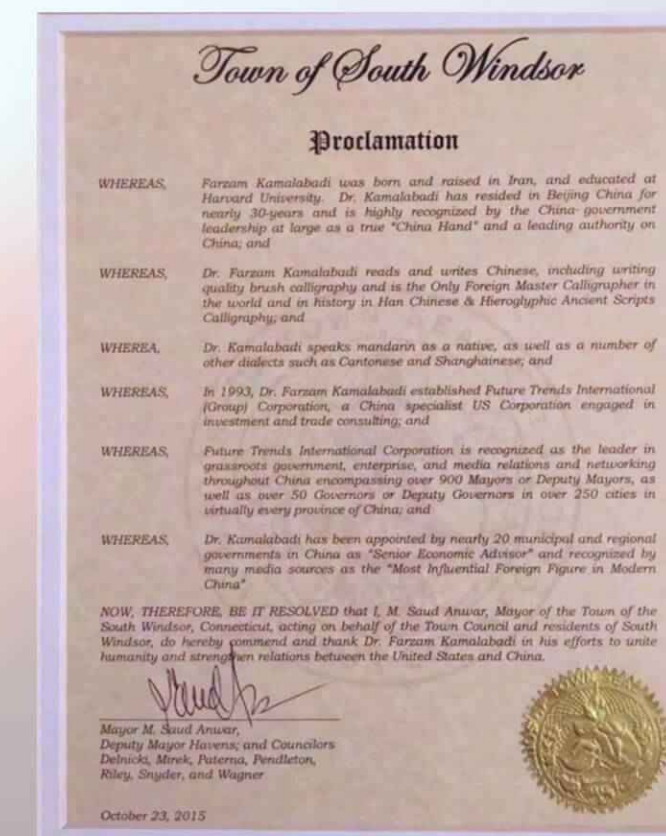 Town of South Windsor
Proclamation
WHEREAS, Farzam Kamalabadi was born and raised in Iran, and educated at
Harvard University. Dr. Kamalabadi has resided in Beijing China for
nearly 30-years and is highly recognized by the China government
leadership at large as a true "China Hand" and a leading authority on
China; and
WHEREAS, Dr. Farzam Kamalabadi reads and writes Chinese, including writing
quality brush calligraphy and is the Only Foreign Master Calligrapher in
the world and in history in Han Chinese & Hieroglyphic Ancient Scripts
Calligraphy; and
WHEREA, Dr. Kamalabadi speaks mandarin as a native, as well as a number of
other dialects such as Cantonese and Shanghainese; and
WHEREAS, In 1993, Dr. Farzam Kamalabadi established Future Trends International
(Group) Corporation, a China specialist US Corporation engaged in
investment and trade consulting; and
WHEREAS, Future Trends International Corporation is recognized as the leader in
grassroots government, enterprise, and media relations and networking
throughout China encompassing over 900 Mayors or Deputy Mayors, as
well as over 50 Governors or Deputy Governors in over 250 cities in
virtually every province of China; and
WHEREAS, Dr. Kamalabadi has been appointed by nearly 20 municipal and regional
governments in China as "Senior Economic Advisor" and recognized by
many media sources as the "Most Influential Foreign Figure in Modern
China"
NOW, THEREFORE, BE IT RESOLVED that I, M. Saud Anwar, Mayor of the Town of the
South Windsor, Connecticut, acting on behalf of the Town Council and residents of South
Windsor, do hereby commend and thank Dr. Farzam Kamalabadi in his efforts to unite
humanity and strengthen relations between the United States and China.
Mayor M. Saud Anwar,
Deputy Mayor Havens; and Councilors
Delnicki, Mirek, Paterna, Pendleton,
Riley, Snyder, and Wagner
October 23, 2015